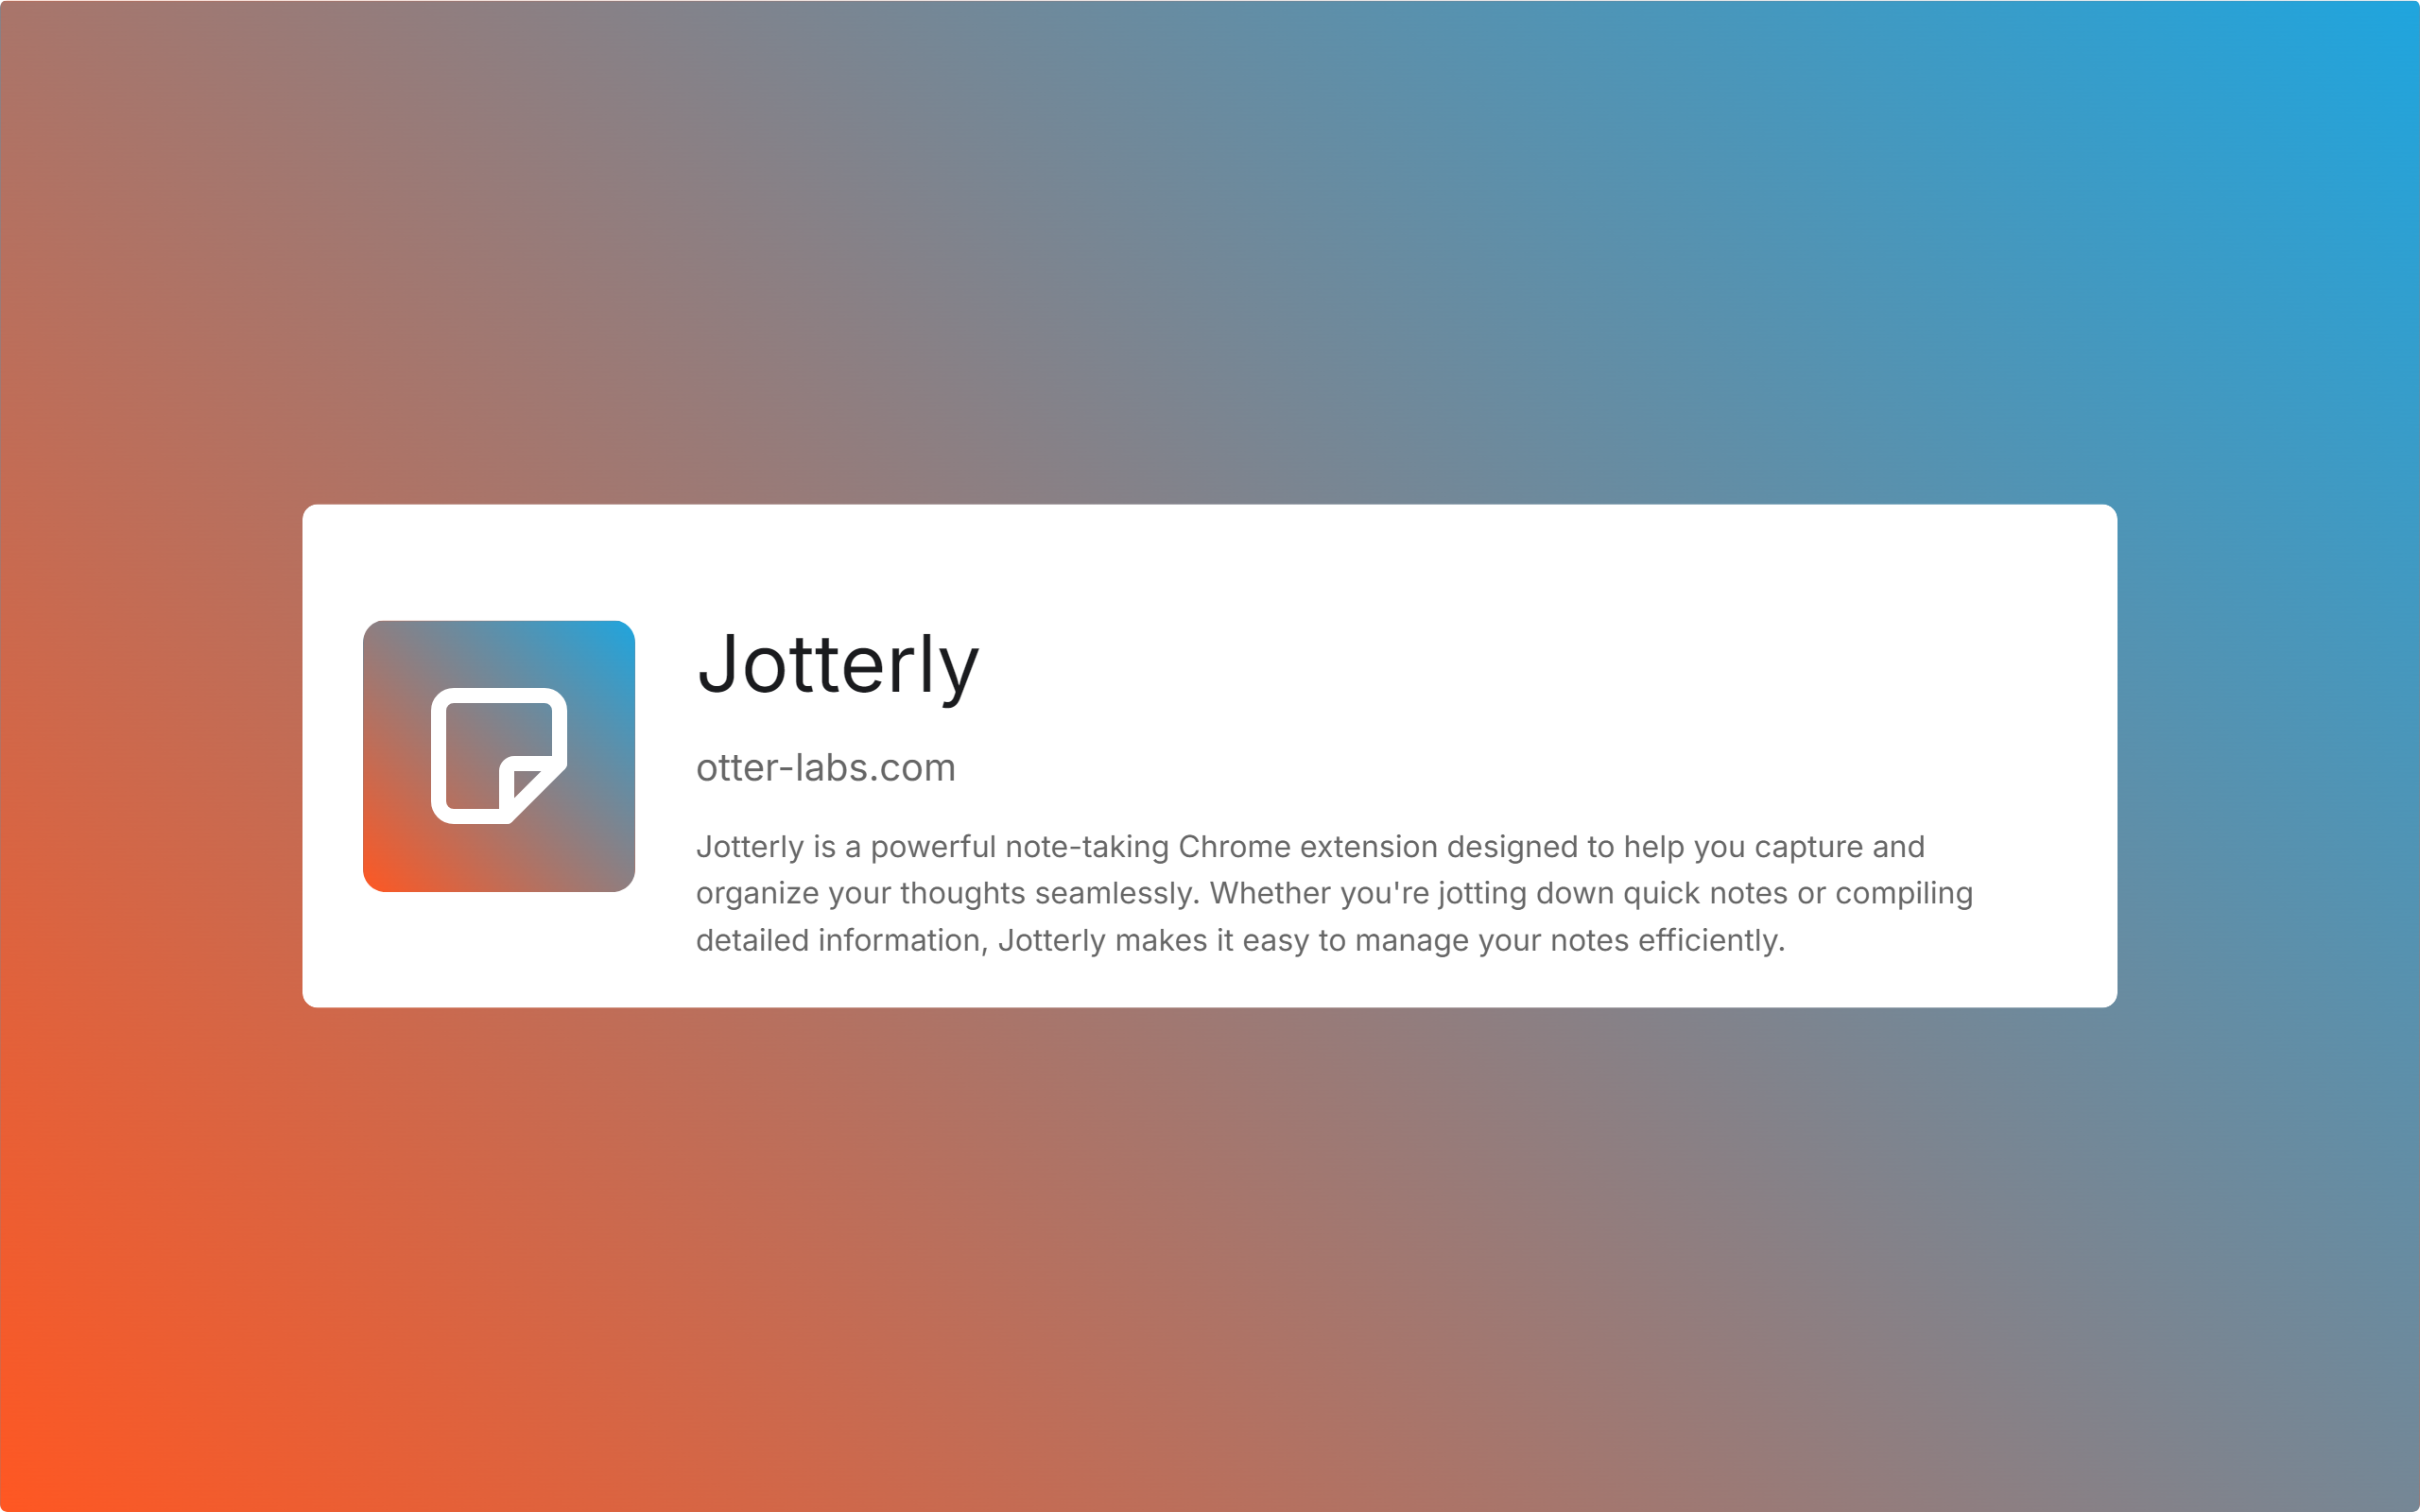 Jotterly
otter-labs.com
Jotterly is a powerful note-taking Chrome extension designed to help you capture and
organize your thoughts seamlessly. Whether you're jotting down quick notes or compiling
detailed information, Jotterly makes it easy to manage your notes efficiently.